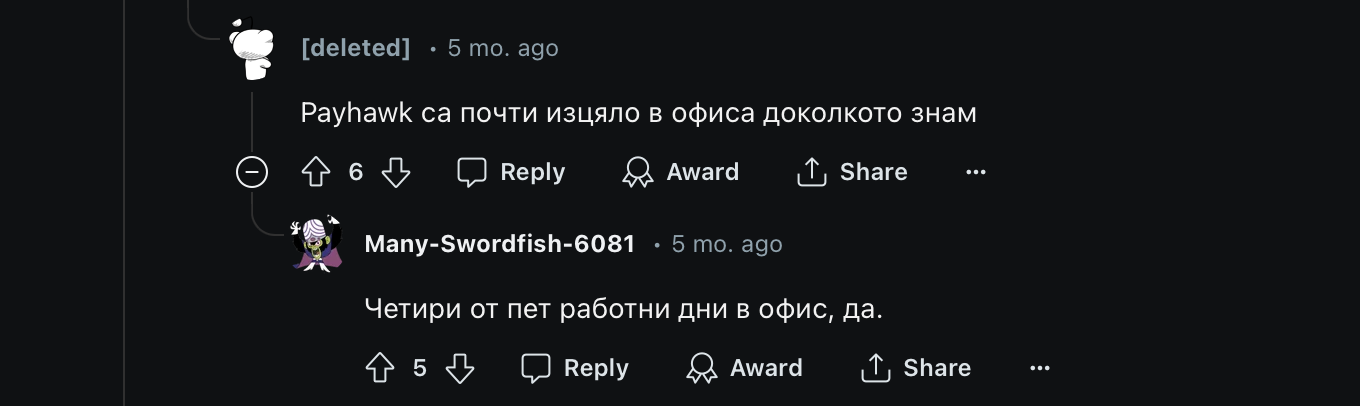 [deleted] • 5 mo. ago
Payhawk са почти изцяло в офиса доколкото знам
6 Reply Award Share ...
Many-Swordfish-6081 • 5 mo. ago
Четири от пет работни дни в офис, да.
5 Reply Award Share ...